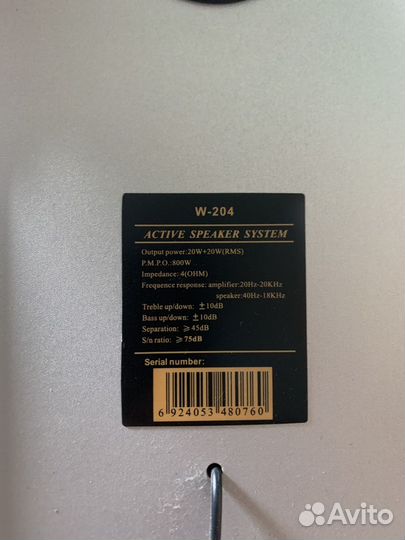 W-204
ACTIVE SPEAKER SYSTEM
Output power:20W+20W(RMS)
P.M.P.O.:800W
Impedance: 4(OHM)
Frequence response: amplifier:20Hz-20KHz
speaker:40Hz-18KHz
Treble up/down: ±10dB
Bass up/down: ±10dB
Separation: ⩾45dB
S/n ratio: ⩾75dB
Serial number:
6 924053 480760
Avito